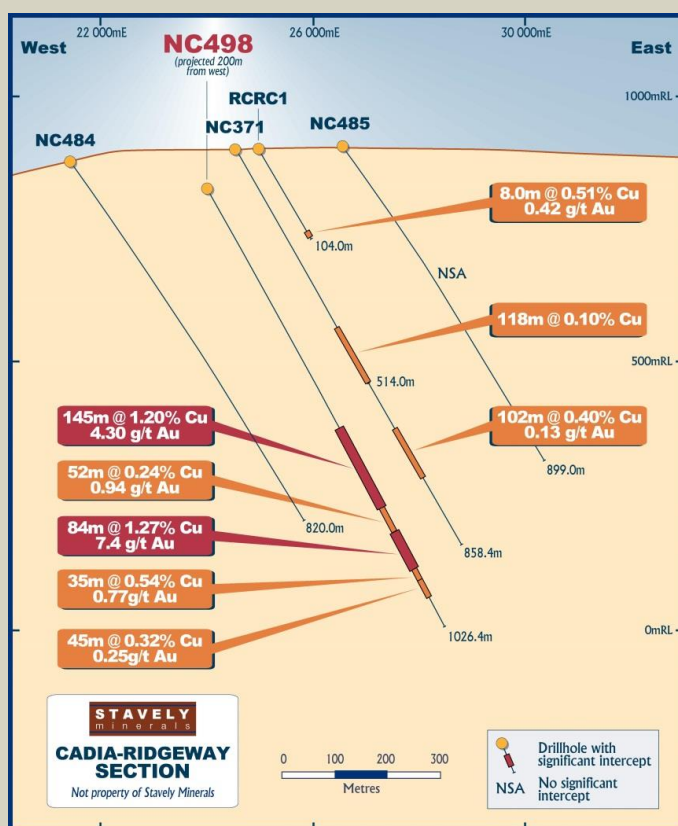 West
22 000mE
NC498
(projected 200m
from west)
26 000mE
30 000mE
East
1000mRL
RCRC1
NC371
NC485
NC484
8.0m @ 0.51% Cu
0.42 g/t Au
104.0m
NSA
118m @ 0.10% Cu
500mRL
514.0m
145m @ 1.20% Cu
4.30 g/t Au
102m @ 0.40% Cu
0.13 g/t Au
52m @ 0.24% Cu
0.94 g/t Au
899.0m
84m @ 1.27% Cu
7.4 g/t Au
820.0m
858.4m
35m @ 0.54% Cu
0.77g/t Au
45m @ 0.32% Cu
0.25g/t Au
1026.4m
0mRL
STAVELY
minerals
CADIA-RIDGEWAY
SECTION
Not property of Stavely Minerals
0 100 200 300
Metres
Drillhole with
significant intercept
NSA No significant
intercept